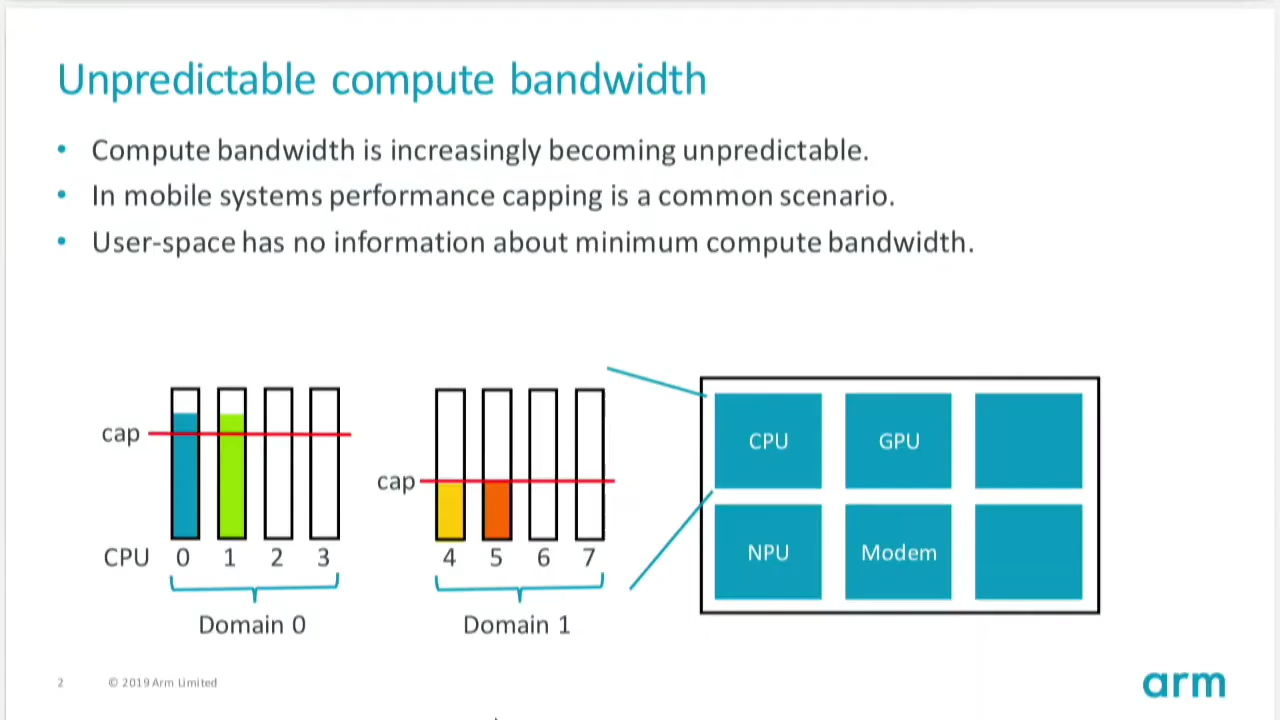 Unpredictable compute bandwidth
• Compute bandwidth is increasingly becoming unpredictable.
• In mobile systems performance capping is a common scenario.
• User-space has no information about minimum compute bandwidth.
cap
cap
CPU 0 1 2 3
4 5 6 7
Domain 0
Domain 1
CPU GPU
NPU Modem
2 © 2019 Arm Limited
arm